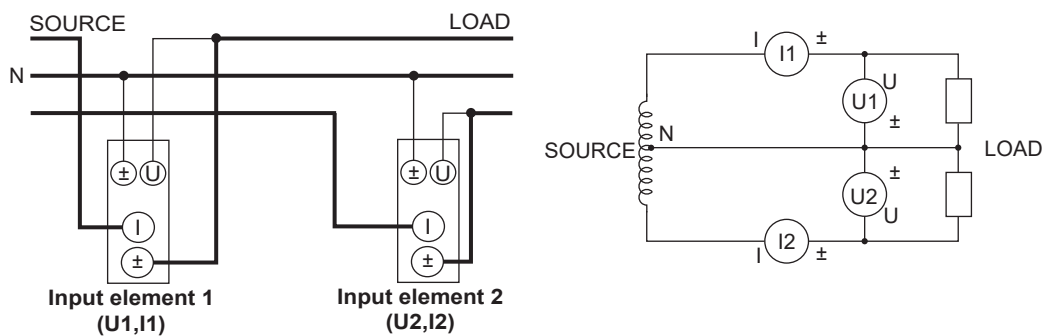 SOURCE
LOAD
N
± U
± U
I
I
±
±
Input element 1
(U1,I1)
Input element 2
(U2,I2)
I I1 ±
U
U1
±
N
SOURCE
LOAD
±
U2
U
I I2 ±